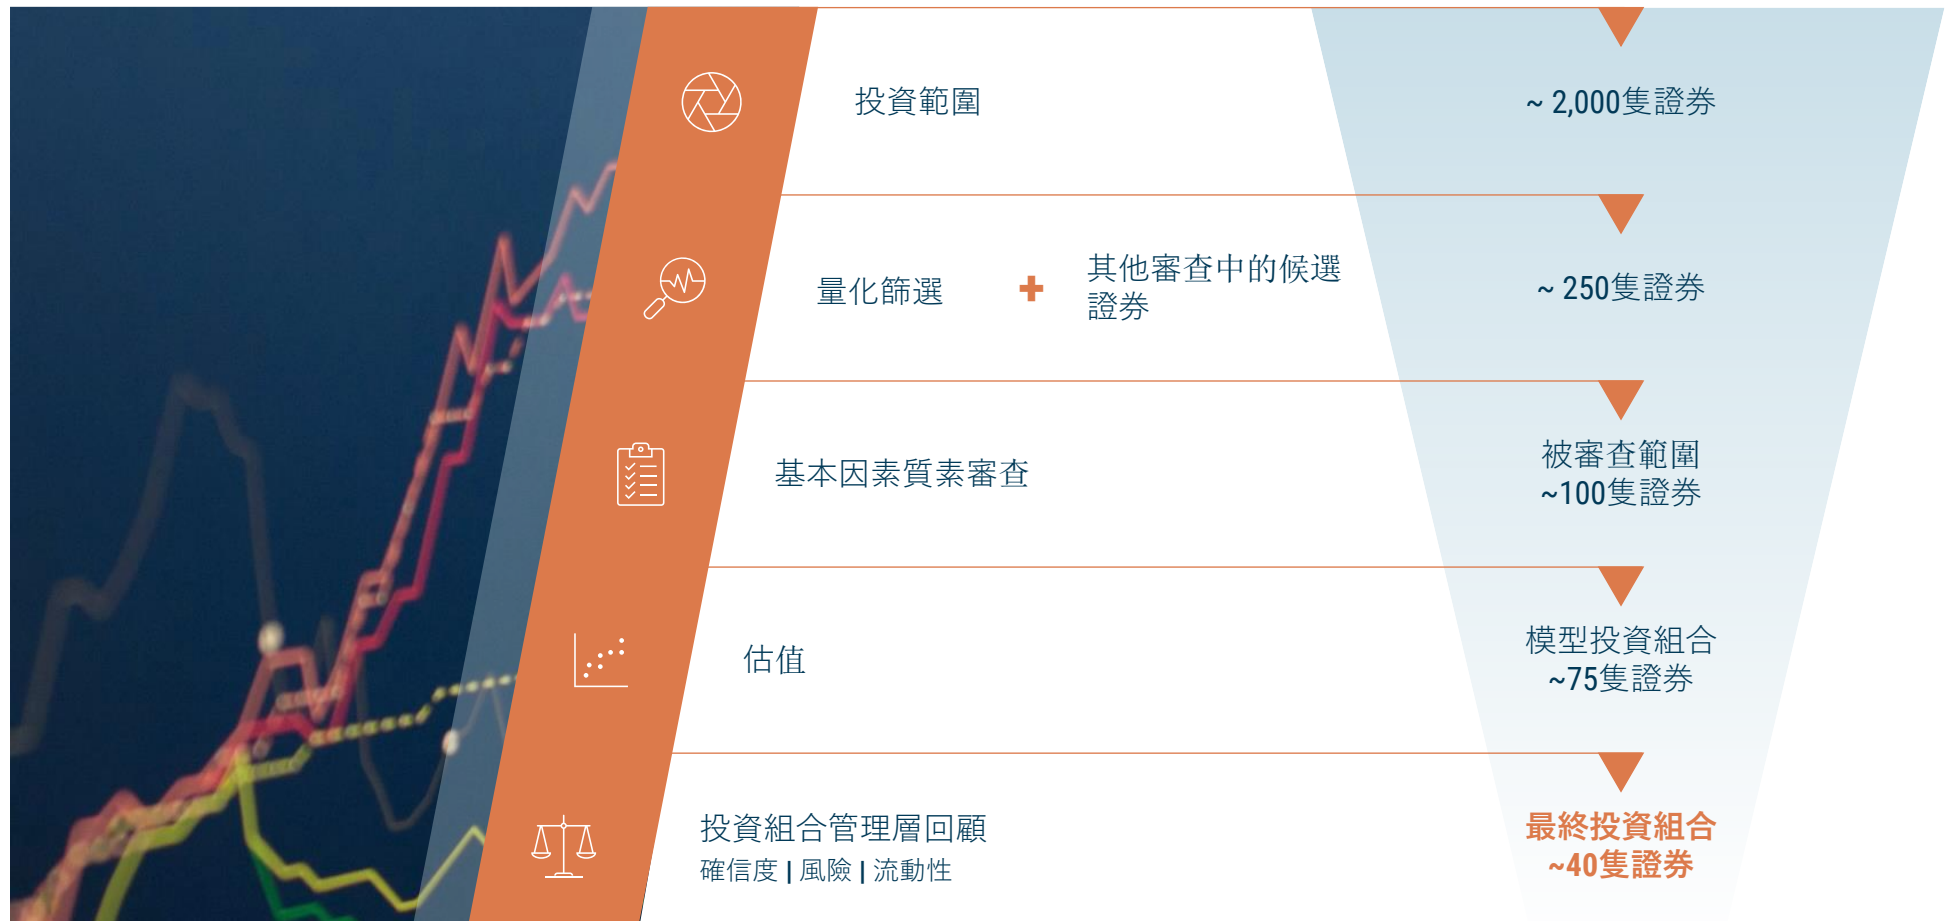 投資範圍
~ 2,000隻證券
量化篩選
+
其他審查中的候選
證券
~ 250隻證券
基本因素質素審查
被審查範圍
~100隻證券
估值
模型投資組合
~75隻證券
投資組合管理層回顧
確信度 | 風險 | 流動性
最終投資組合
~40隻證券